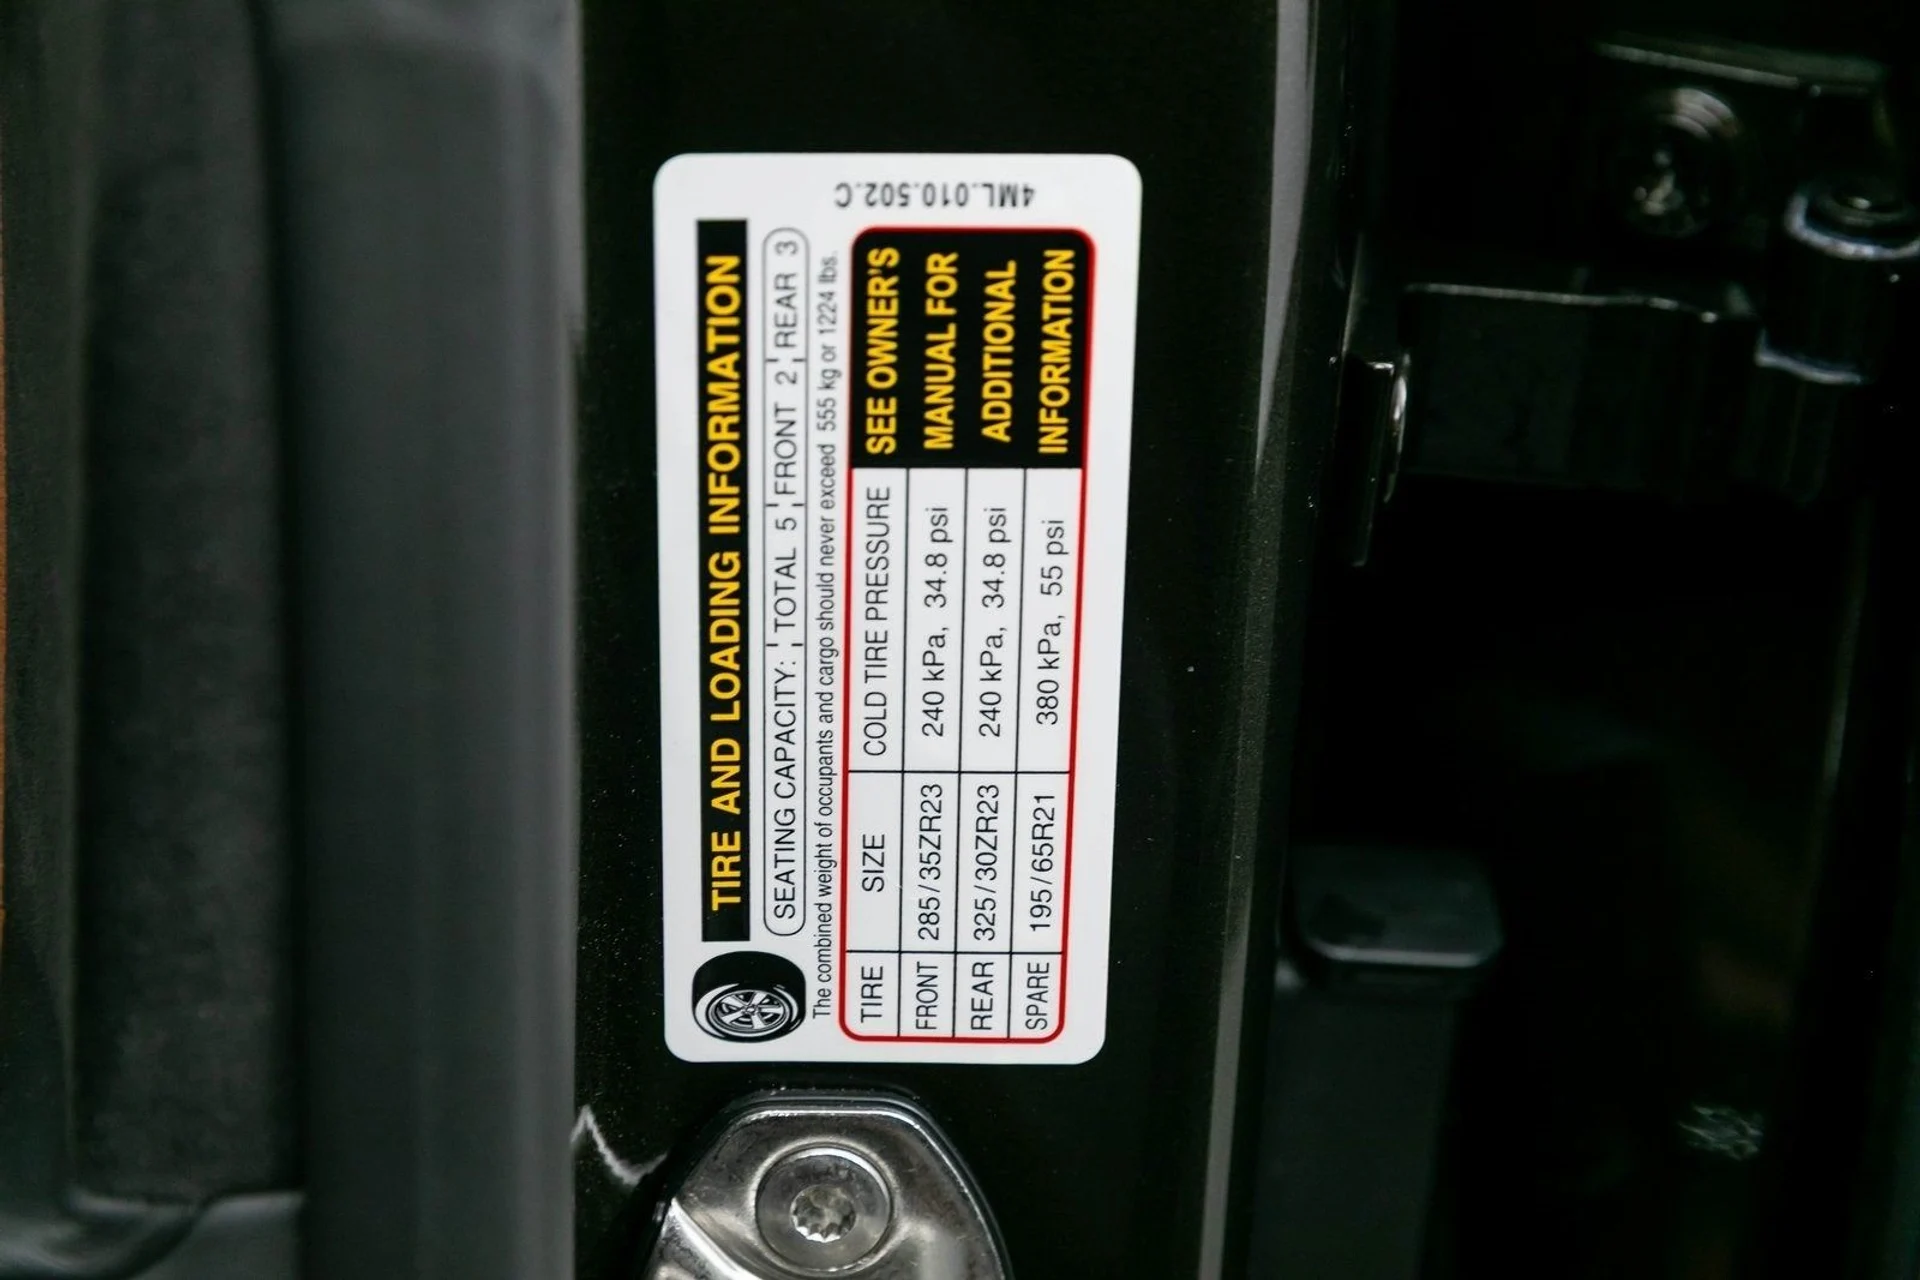 TIRE AND LOADING INFORMATION
SEATING CAPACITY: TOTAL 5 FRONT 2 REAR 3
The combined weight of occupants and cargo should never exceed 555 kg or 1224 lbs.
TIRE SIZE COLD TIRE PRESSURE
FRONT 285/35ZR23 240 kPa, 34.8 psi
REAR 325/30ZR23 240 kPa, 34.8 psi
SPARE 195/65R21 380 kPa, 55 psi
SEE OWNER'S
MANUAL FOR
ADDITIONAL
INFORMATION
4ML.010.502.C